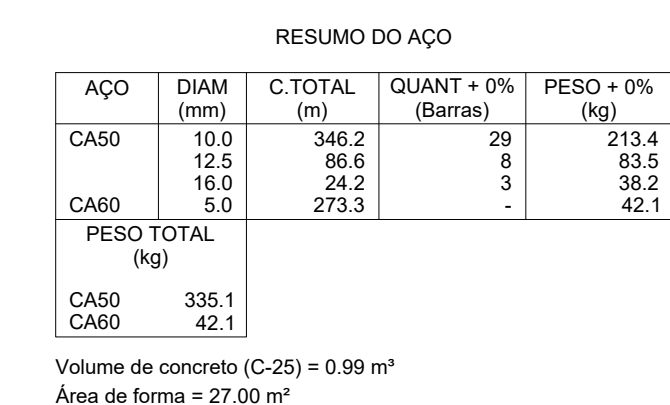 RESUMO DO AÇO
AÇO DIAM C.TOTAL QUANT + 0% PESO + 0%
(mm) (m) (Barras) (kg)
CA50 10.0 346.2 29 213.4
12.5 86.6 8 83.5
16.0 24.2 3 38.2
CA60 5.0 273.3 - 42.1
PESO TOTAL
(kg)
CA50 335.1
CA60 42.1
Volume de concreto (C-25) = 0.99 m³
Área de forma = 27.00 m²